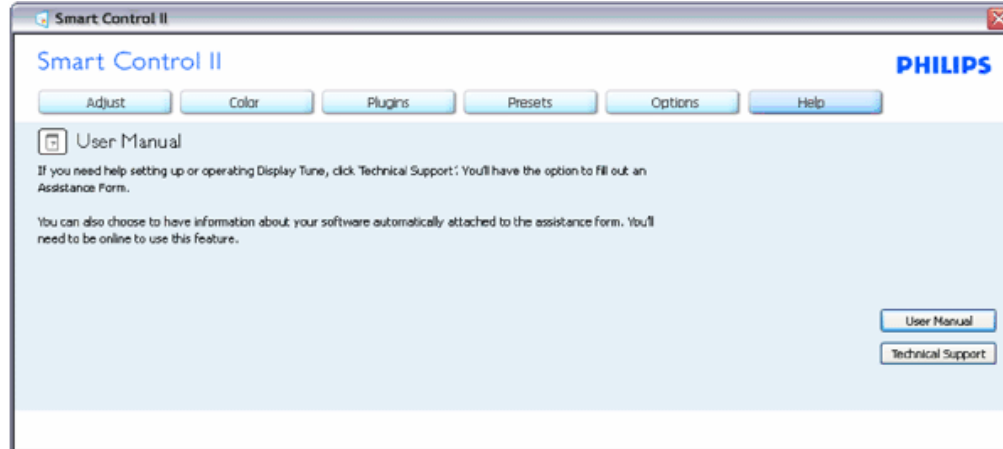 Smart Control II
Smart Control II
PHILIPS
Adjust
Color
Plugins
Presets
Options
Help
User Manual
If you need help setting up or operating Display Tune, click 'Technical Support'. You'll have the option to fill out an
Assistance Form.
You can also choose to have information about your software automatically attached to the assistance form. You'll
need to be online to use this feature.
User Manual
Technical Support